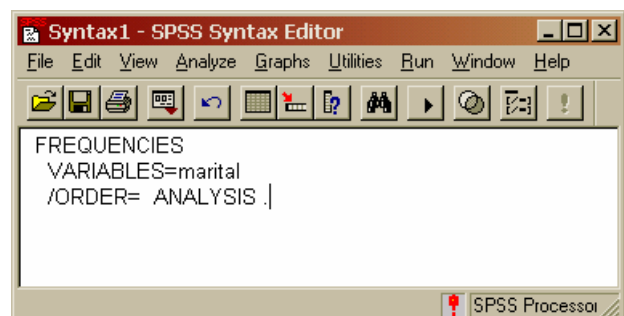 Syntax1 - SPSS Syntax Editor
File Edit View Analyze Graphs Utilities Run Window Help
FREQUENCIES
VARIABLES=marital
/ORDER= ANALYSIS .
SPSS Processor